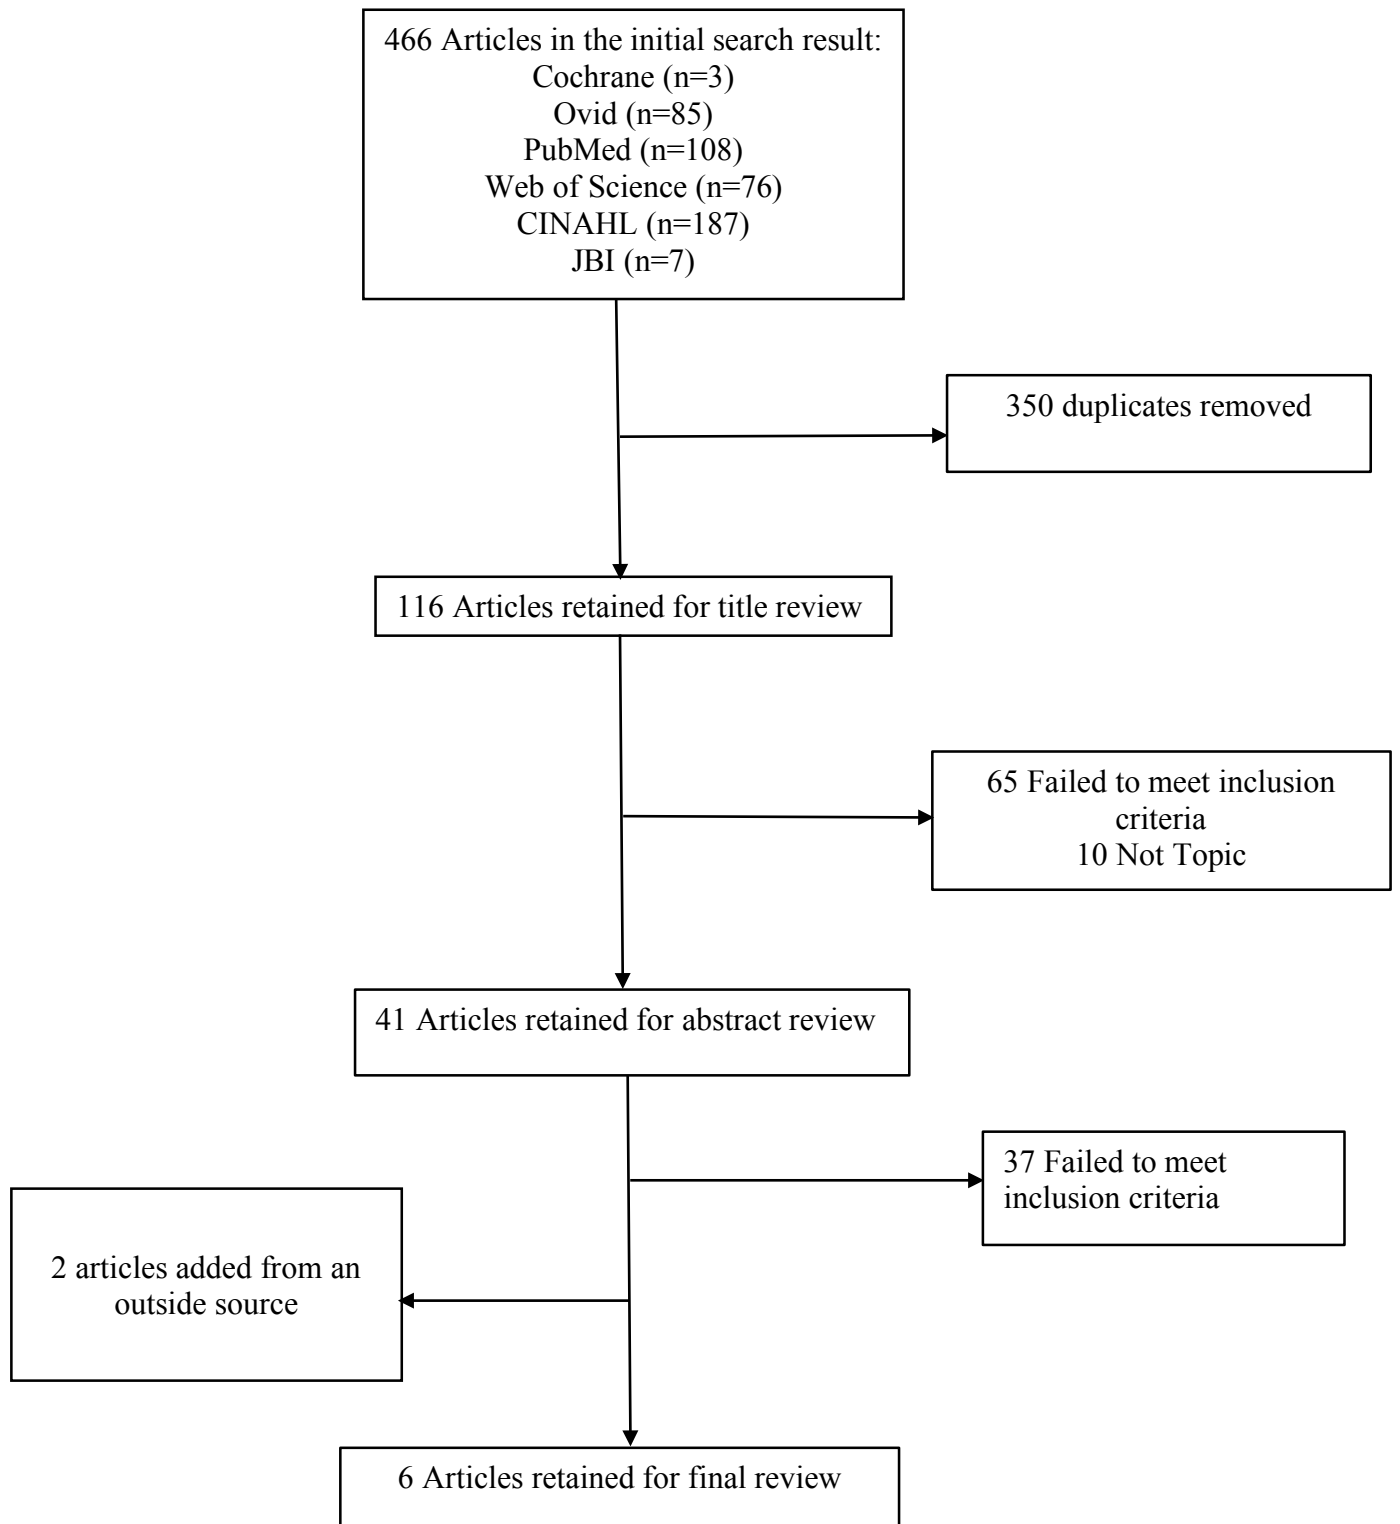 466 Articles in the initial search result:
Cochrane (n=3)
Ovid (n=85)
PubMed (n=108)
Web of Science (n=76)
CINAHL (n=187)
JBI (n=7)
350 duplicates removed
116 Articles retained for title review
65 Failed to meet inclusion
criteria
10 Not Topic
41 Articles retained for abstract review
37 Failed to meet
inclusion criteria
2 articles added from an
outside source
6 Articles retained for final review